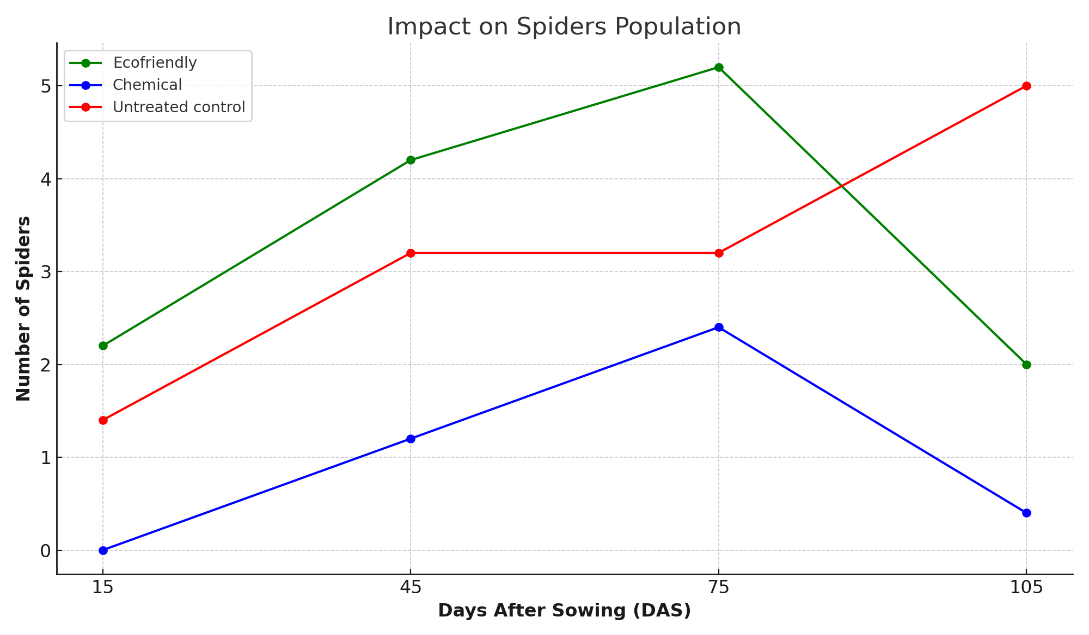 Impact on Spiders Population
Ecofriendly
Chemical
Untreated control
Number of Spiders
5
4
3
2
1
0
15 45 75 105
Days After Sowing (DAS)